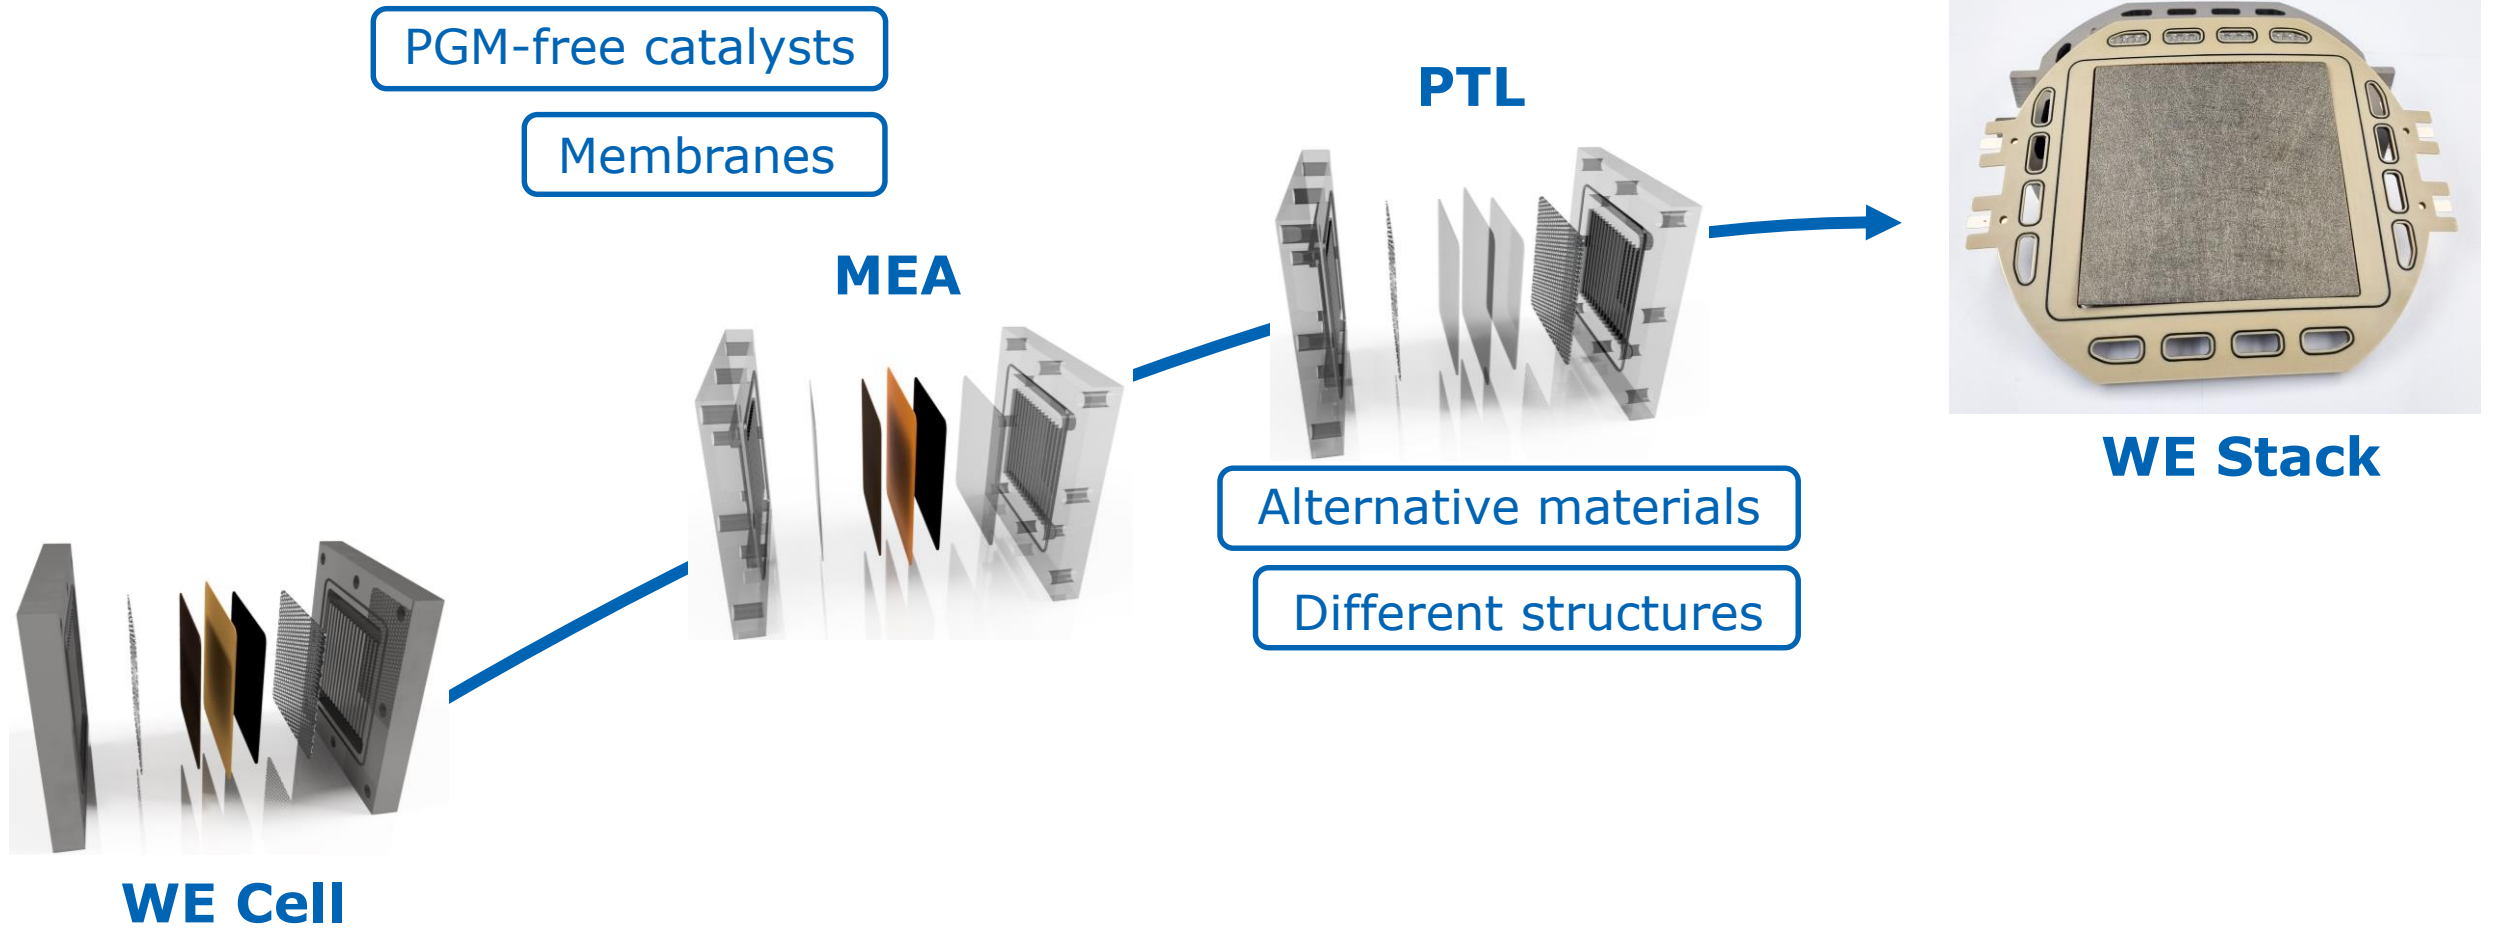 PGM-free catalysts
Membranes
PTL
MEA
WE Stack
Alternative materials
Different structures
WE Cell